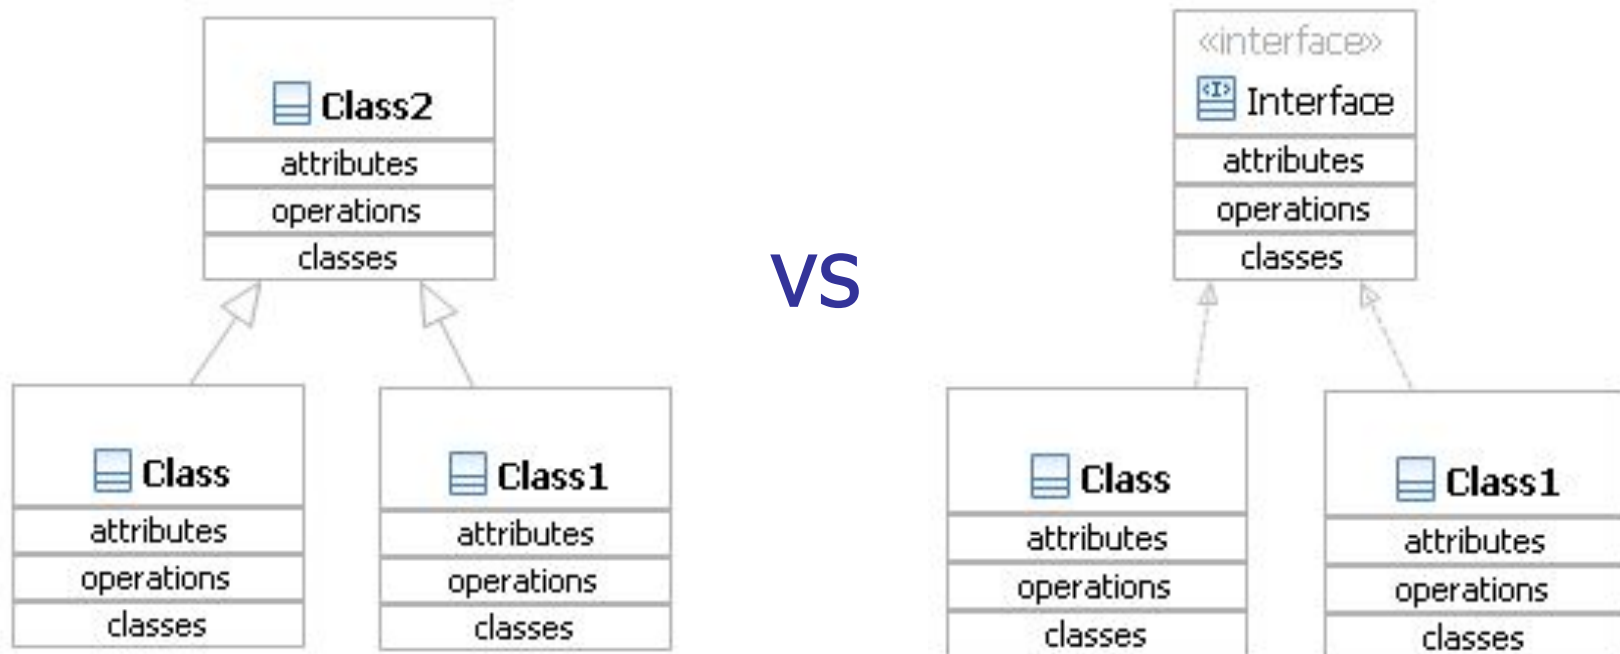 Class2
attributes
operations
classes
Class
attributes
operations
classes
Class1
attributes
operations
classes
vs
«interface»
<I> Interface
attributes
operations
classes
Class
attributes
operations
classes
Class1
attributes
operations
classes